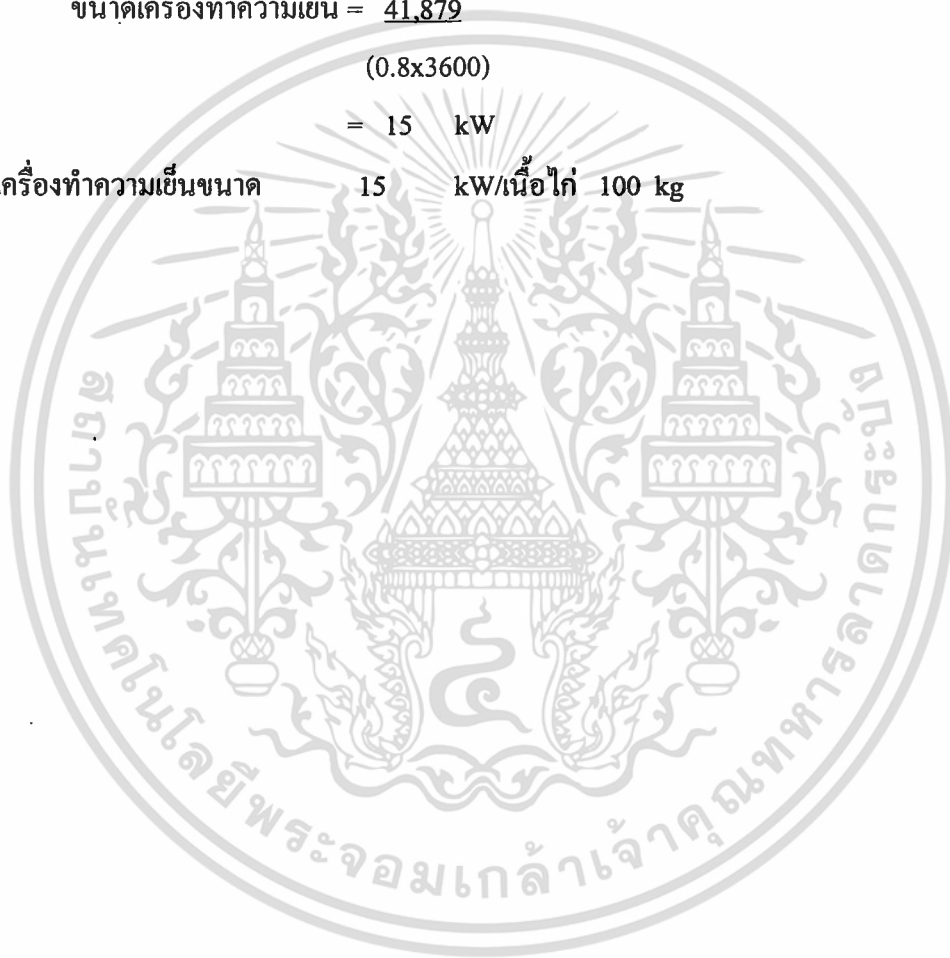 ขนาดเครื่องทำความเย็น = 41,879
(0.8x3600)
= 15 kW
เครื่องทำความเย็นขนาด 15 kW/เนื้อไก่ 100 kg
สถาบันเทคโนโลยีพระจอมเกล้าเจ้าคุณทหารลาดกระบัง